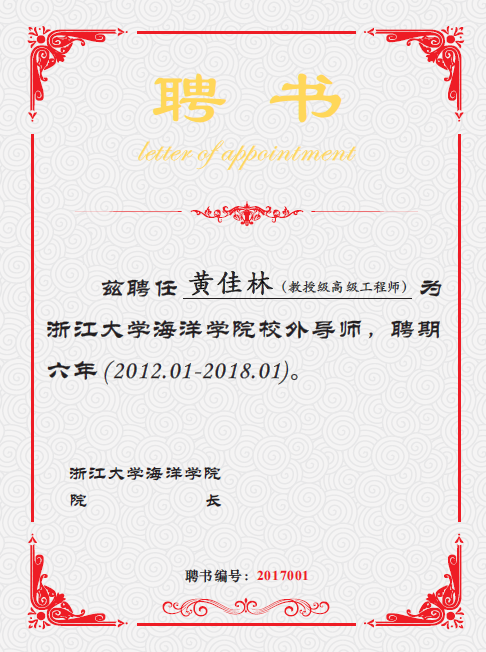 聘书
letter of appointment
兹聘任 黄佳林（教授级高级工程师） 为
浙江大学海洋学院校外导师，聘期
六年(2012.01-2018.01)。
浙江大学海洋学院
院 长
聘书编号：2017001